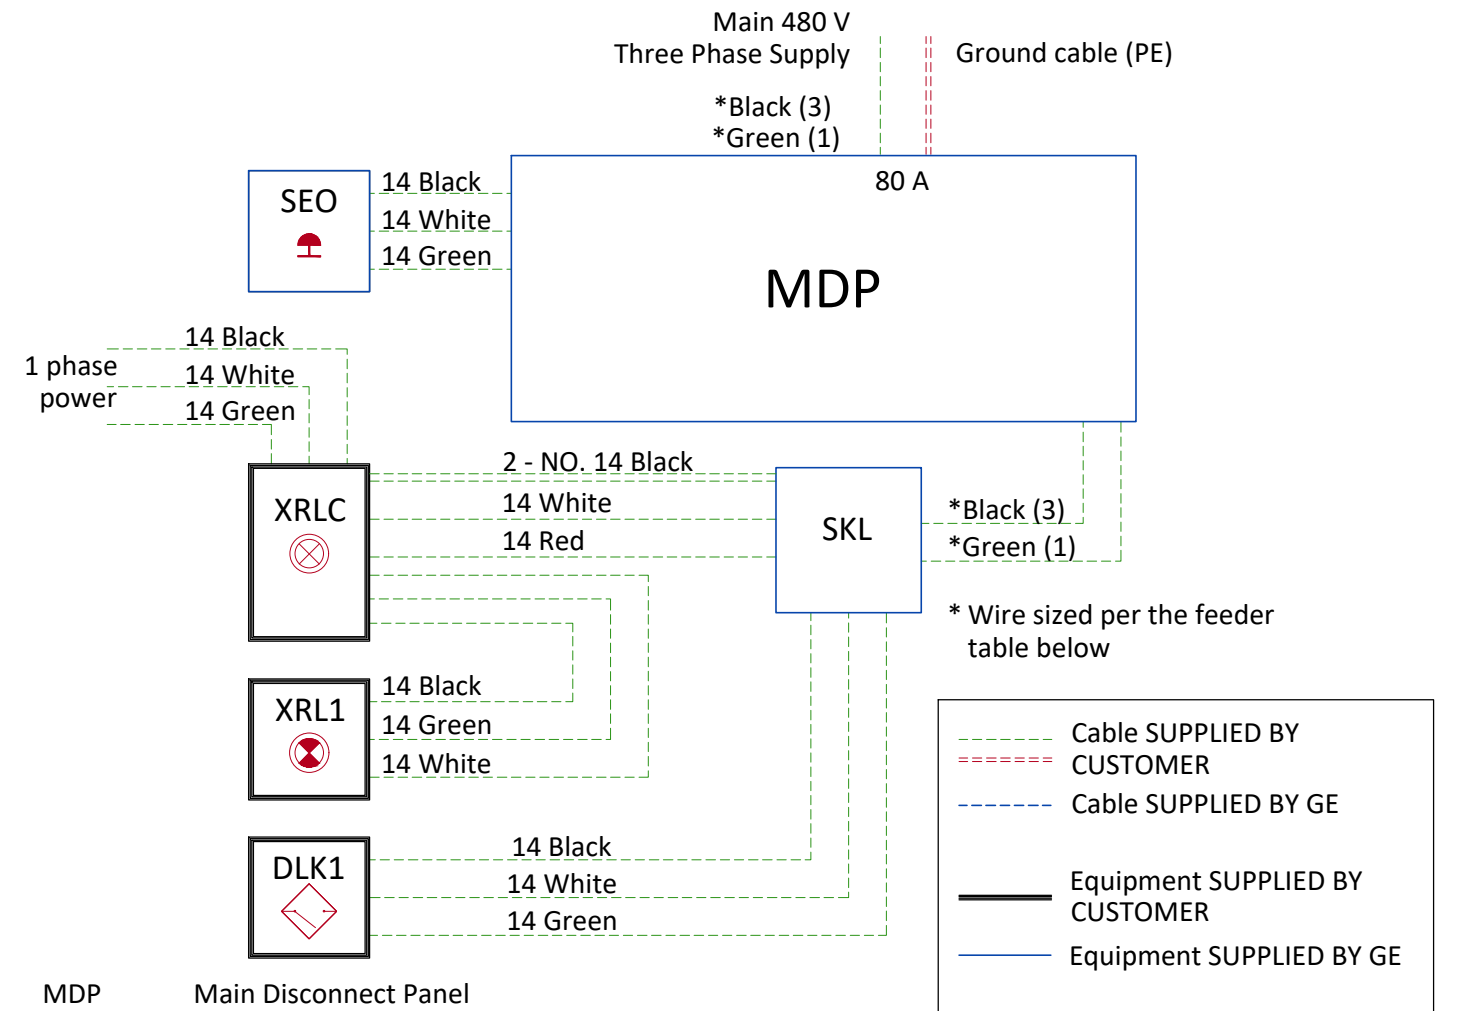 Main 480 V
Three Phase Supply
Ground cable (PE)
*Black (3)
*Green (1)
80 A
MDP
SEO
14 Black
14 White
14 Green
1 phase
power
14 Black
14 White
14 Green
XRLC
2 - NO. 14 Black
14 White
14 Red
SKL
*Black (3)
*Green (1)
* Wire sized per the feeder
table below
XRL1
14 Black
14 Green
14 White
DLK1
14 Black
14 White
14 Green
Cable SUPPLIED BY
CUSTOMER
Cable SUPPLIED BY GE
Equipment SUPPLIED BY
CUSTOMER
Equipment SUPPLIED BY GE
MDP Main Disconnect Panel